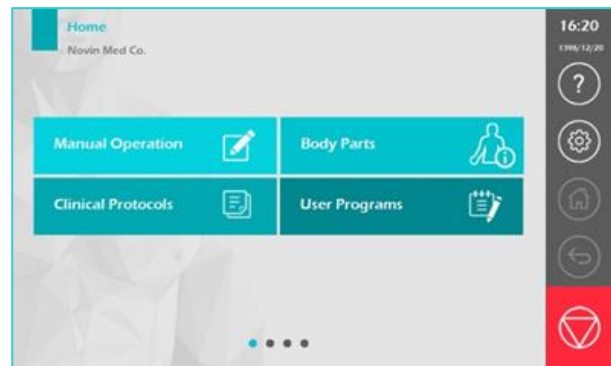 Home
Novin Med Co.
16:20
1398/12/20
?
Manual Operation
Body Parts
Clinical Protocols
User Programs